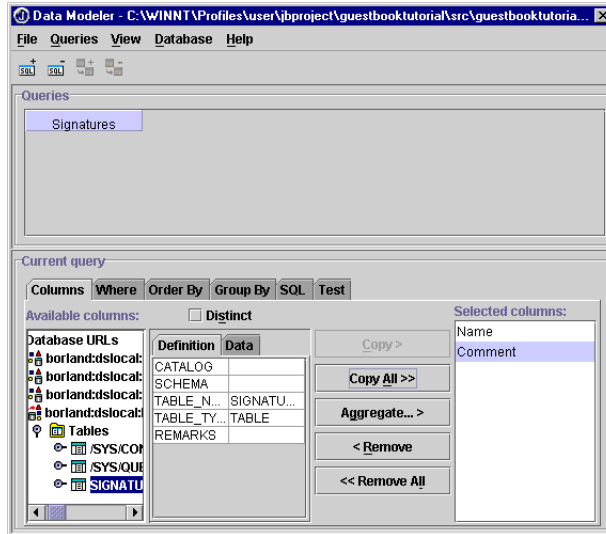 Data Modeler - C:\WINNT\Profiles\user\jbproject\guestbooktutorial\src\guestbooktutoria...
File Queries View Database Help
SQL SQL
Queries
Signatures
Current query
Columns Where Order By Group By SQL Test
Available columns: Distinct Selected columns:
Database URLs
borland:dslocal:
borland:dslocal:
borland:dslocal:
borland:dslocal:
Tables
/SYS/CON
/SYS/QUE
SIGNATU
Definition Data
CATALOG
SCHEMA
TABLE_N... SIGNATU...
TABLE_TY... TABLE
REMARKS
Copy >
Copy All >>
Aggregate... >
< Remove
<< Remove All
Name
Comment